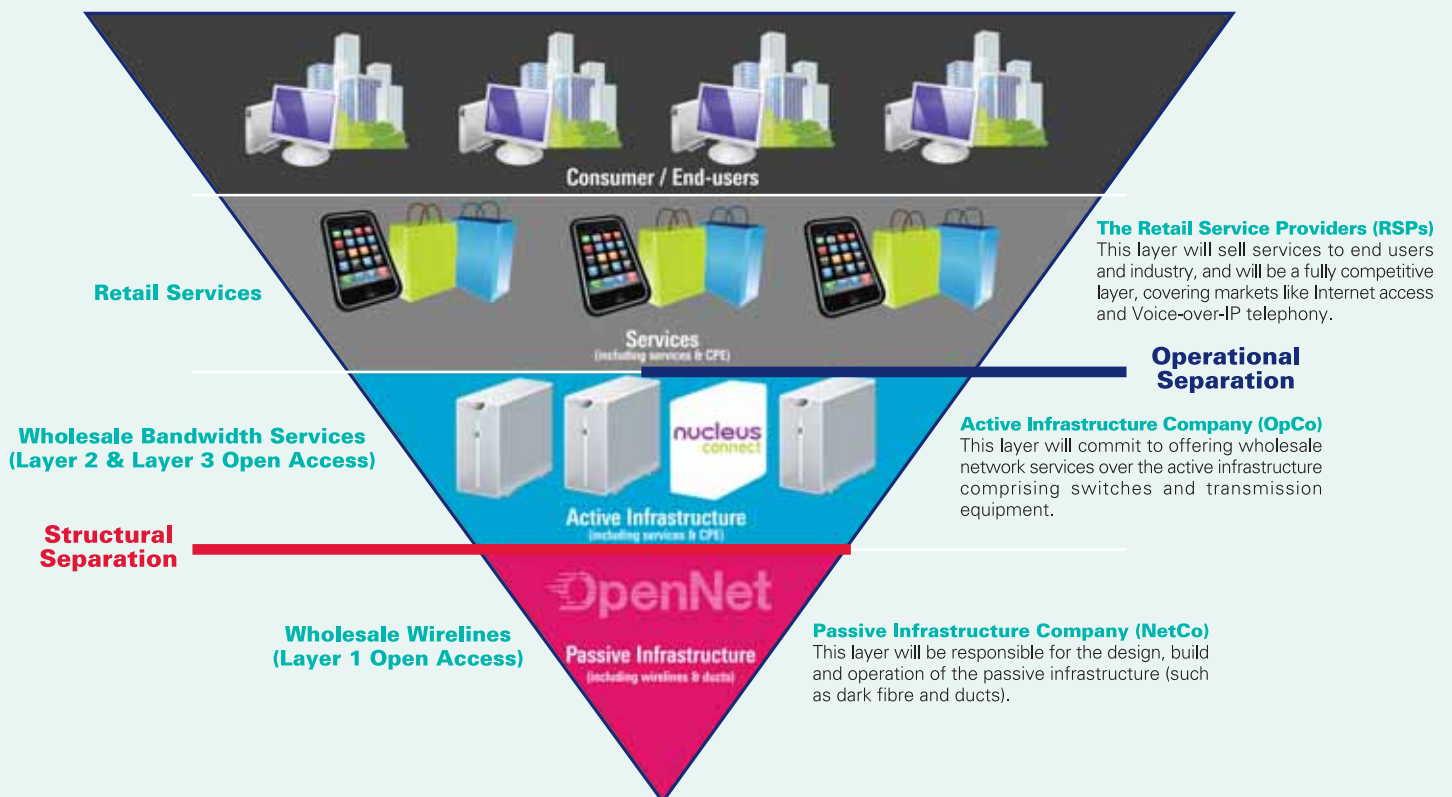 Consumer / End-users
Retail Services
Services
(including services & CPE)
The Retail Service Providers (RSPs)
This layer will sell services to end users
and industry, and will be a fully competitive
layer, covering markets like Internet access
and Voice-over-IP telephony.
Operational
Separation
Wholesale Bandwidth Services
(Layer 2 & Layer 3 Open Access)
nucleus
connect
Active Infrastructure
(including services & CPE)
Active Infrastructure Company (OpCo)
This layer will commit to offering wholesale
network services over the active infrastructure
comprising switches and transmission
equipment.
Structural
Separation
OpenNet
Wholesale Wirelines
(Layer 1 Open Access)
Passive Infrastructure
(including wirelines & ducts)
Passive Infrastructure Company (NetCo)
This layer will be responsible for the design, build
and operation of the passive infrastructure (such
as dark fibre and ducts).